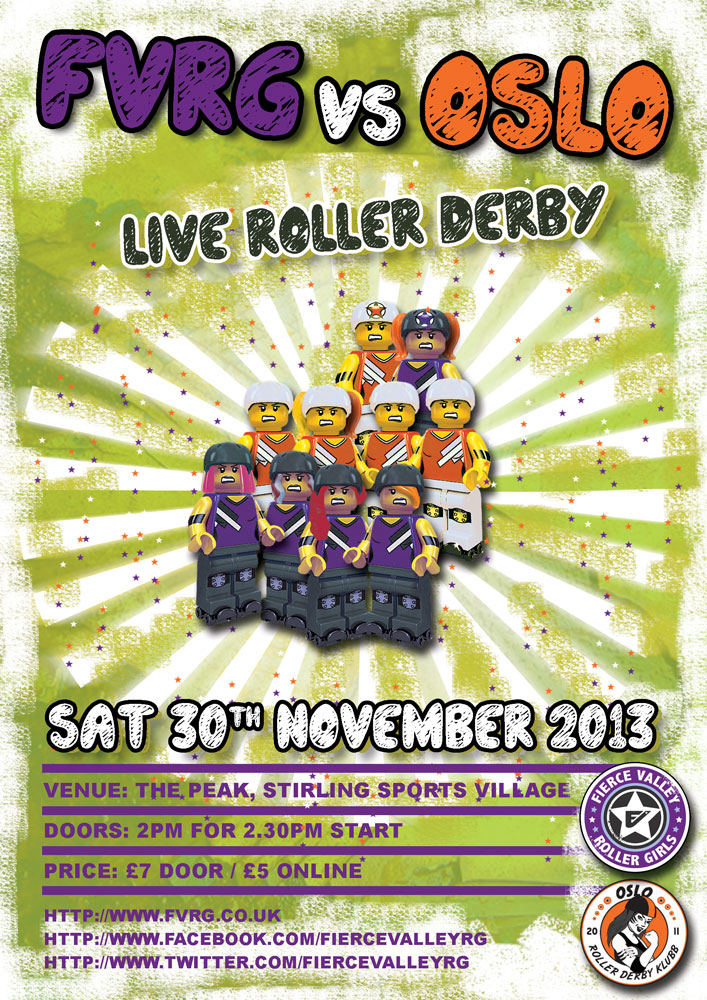 FVRG VS OSLO
LIVE ROLLER DERBY
SAT 30TH NOVEMBER 2013
VENUE: THE PEAK, STIRLING SPORTS VILLAGE
DOORS: 2PM FOR 2.30PM START
PRICE: £7 DOOR / £5 ONLINE
HTTP://WWW.FVRG.CO.UK
HTTP://WWW.FACEBOOK.COM/FIERCEVALLEYRG
HTTP://WWW.TWITTER.COM/FIERCEVALLEYRG
FIERCE VALLEY
ROLLER GIRLS
OSLO
20 11
ROLLER DERBY KLUBB